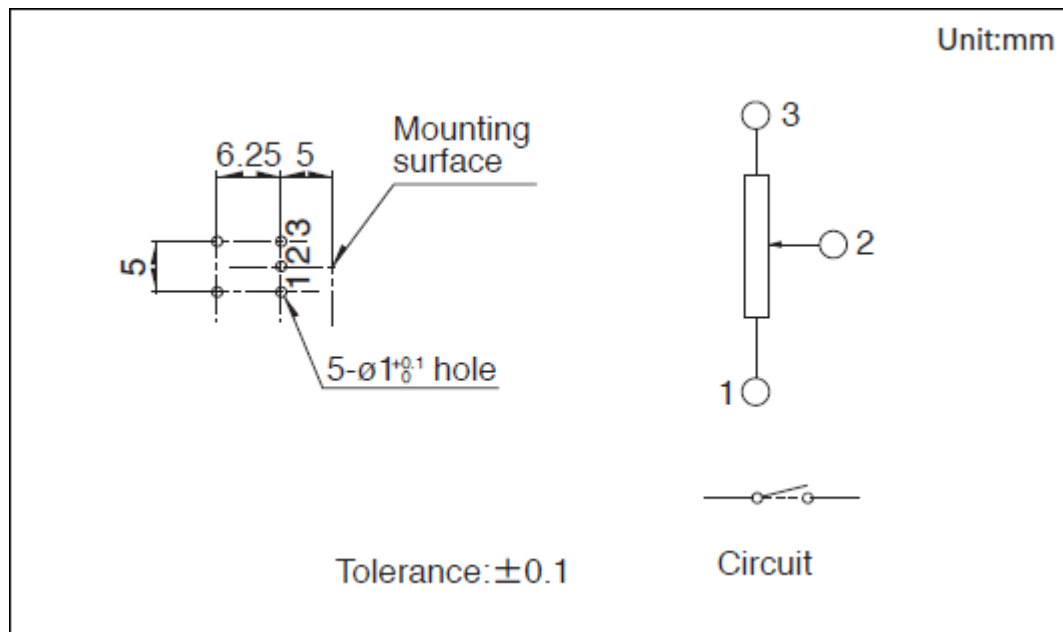 Unit:mm
Mounting
surface
6.25 5
5
3
2
1
5-ø1+0.1 0 hole
3
2
1
Tolerance:±0.1
Circuit